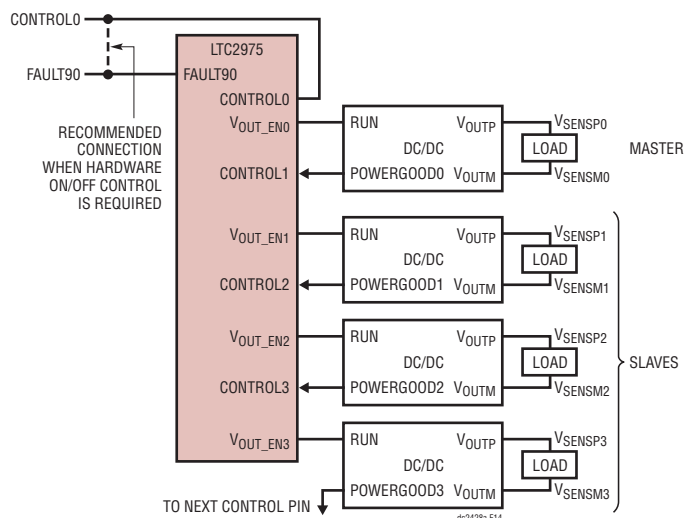 CONTROL0
FAULT90
RECOMMENDED
CONNECTION
WHEN HARDWARE
ON/OFF CONTROL
IS REQUIRED
LTC2975
FAULT90
CONTROL0
VOUT_EN0
CONTROL1
VOUT_EN1
CONTROL2
VOUT_EN2
CONTROL3
VOUT_EN3
RUN VOUTP
DC/DC
POWERGOOD0 VOUTM
VSENSP0
LOAD
VSENSM0
MASTER
RUN VOUTP
DC/DC
POWERGOOD1 VOUTM
VSENSP1
LOAD
VSENSM1
RUN VOUTP
DC/DC
POWERGOOD2 VOUTM
VSENSP2
LOAD
VSENSM2
SLAVES
RUN VOUTP
DC/DC
POWERGOOD3 VOUTM
VSENSP3
LOAD
VSENSM3
TO NEXT CONTROL PIN